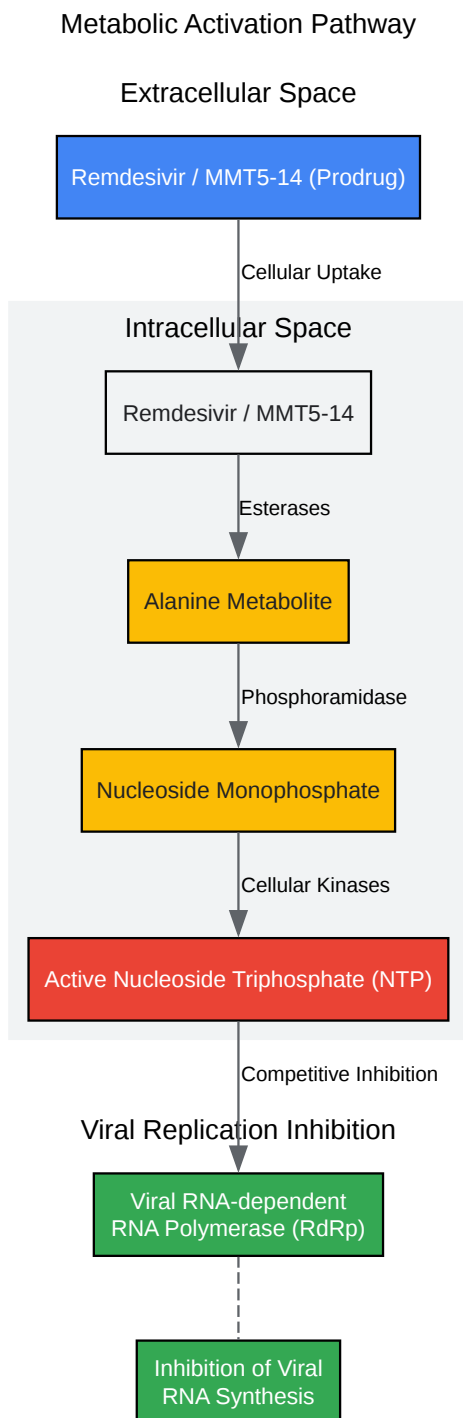 Metabolic Activation Pathway
Extracellular Space
Remdesivir / MMT5-14 (Prodrug)
Cellular Uptake
Intracellular Space
Remdesivir / MMT5-14
Esterases
Alanine Metabolite
Phosphoramidase
Nucleoside Monophosphate
Cellular Kinases
Active Nucleoside Triphosphate (NTP)
Competitive Inhibition
Viral Replication Inhibition
Viral RNA-dependent
RNA Polymerase (RdRp)
Inhibition of Viral
RNA Synthesis